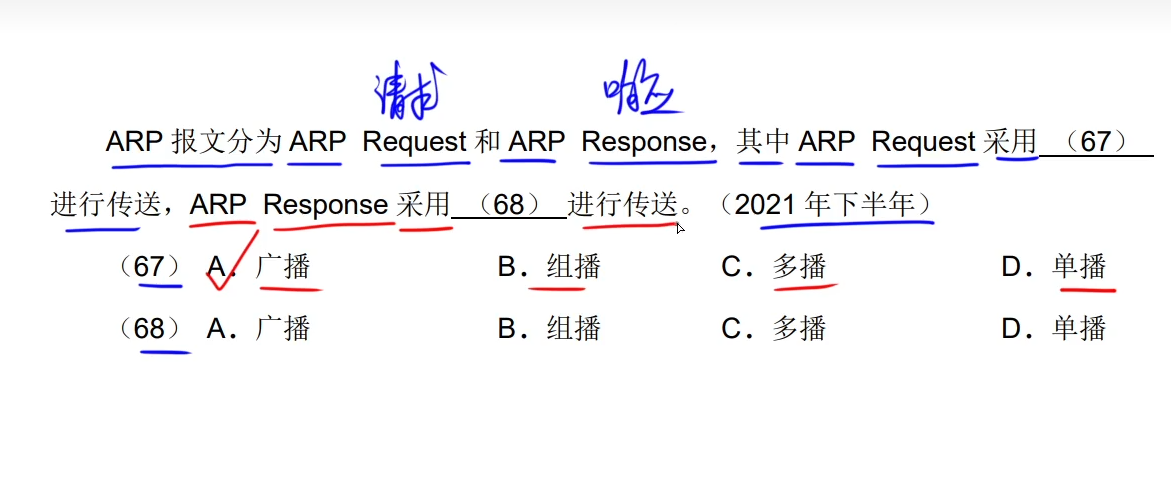 请求 响应
ARP 报文分为 ARP Request 和 ARP Response，其中 ARP Request 采用（67）
进行传送，ARP Response 采用（68）进行传送。（2021 年下半年）
（67） A．广播 B．组播 C．多播 D．单播
（68） A．广播 B．组播 C．多播 D．单播